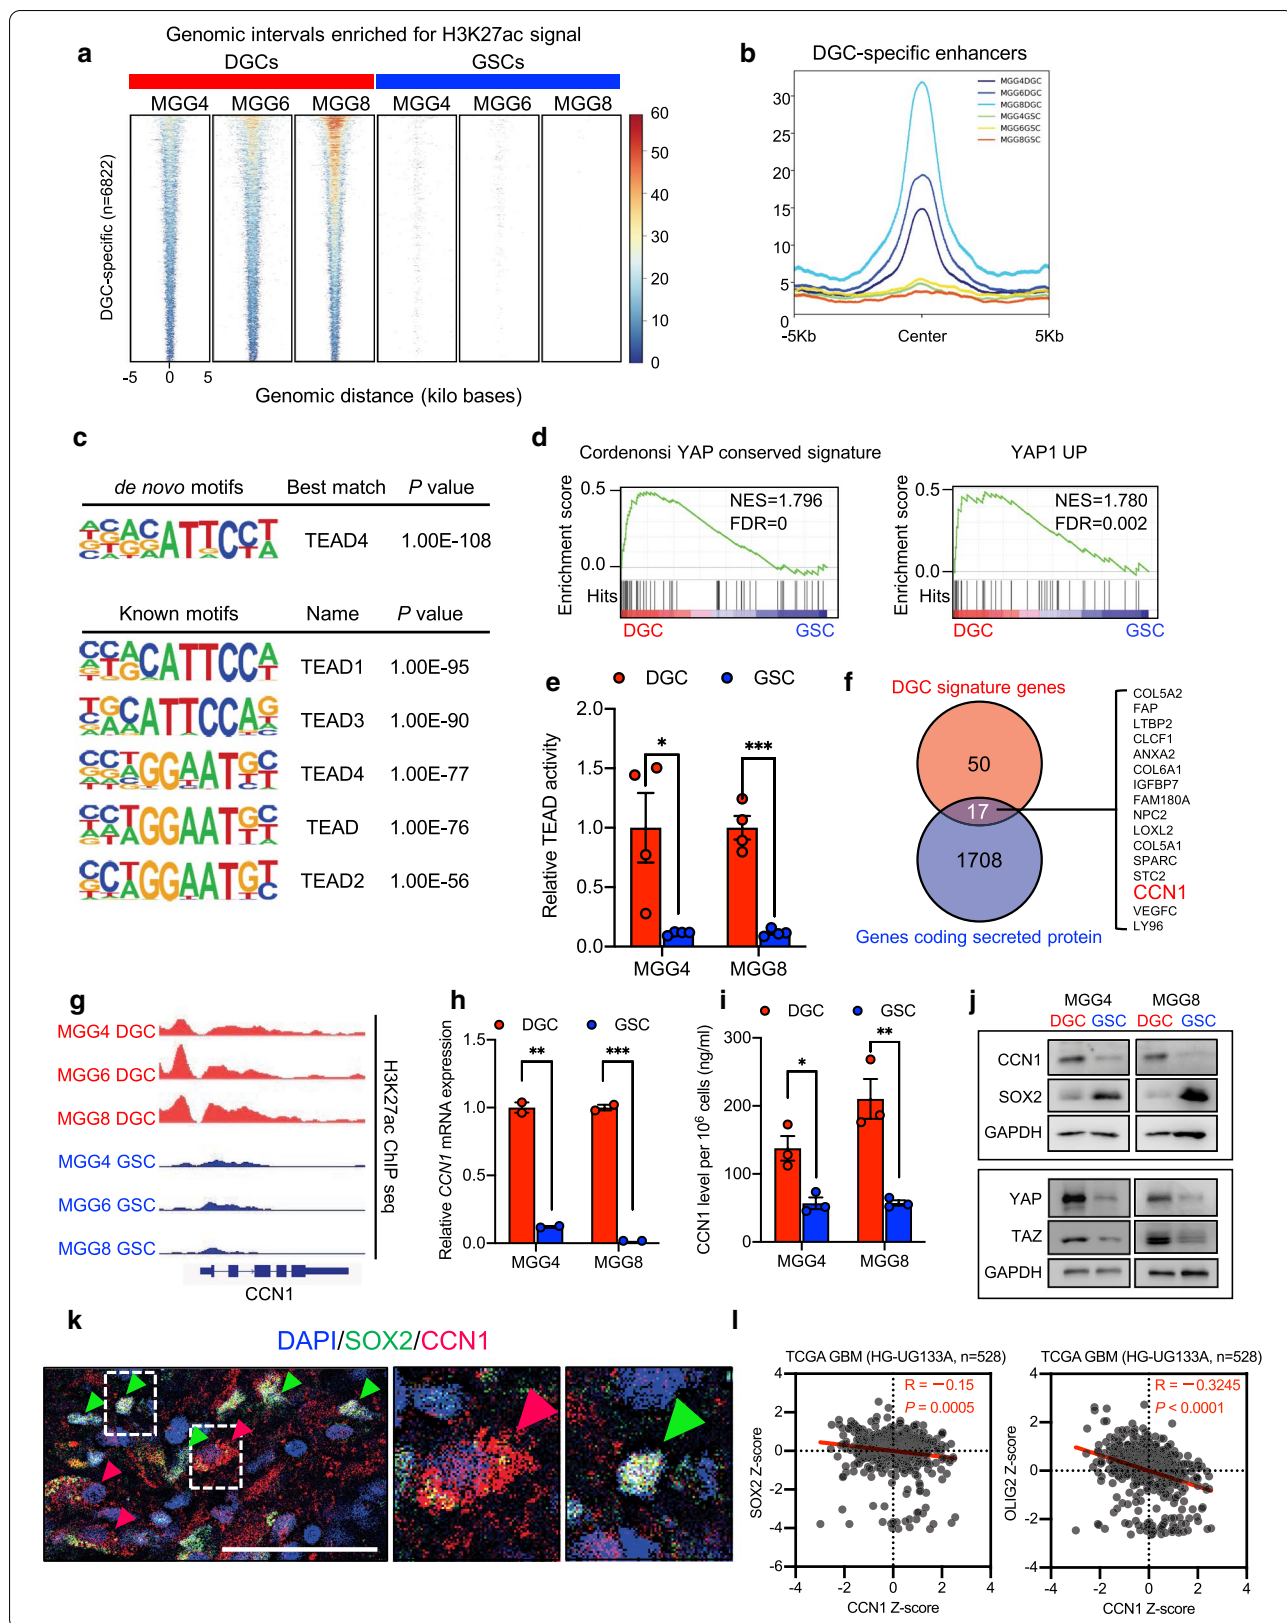 a
Genomic intervals enriched for H3K27ac signal
DGCs GSCs
MGG4 MGG6 MGG8 MGG4 MGG6 MGG8
DGC-specific (n=6822)
60
50
40
30
20
10
0
-5 0 5
Genomic distance (kilo bases)
b
DGC-specific enhancers
MGG4DGC
MGG6DGC
MGG8DGC
MGG4GSC
MGG6GSC
MGG8GSC
30
25
20
15
10
5
0
-5Kb Center 5Kb
c
de novo motifs Best match P value
TEAD4 1.00E-108
Known motifs Name P value
TEAD1 1.00E-95
TEAD3 1.00E-90
TEAD4 1.00E-77
TEAD 1.00E-76
TEAD2 1.00E-56
d
Cordenonsi YAP conserved signature
Enrichment score
0.5
0.0
NES=1.796
FDR=0
Hits
DGC GSC
YAP1 UP
Enrichment score
0.5
0.0
NES=1.780
FDR=0.002
Hits
DGC GSC
e
DGC GSC
Relative TEAD activity
2.0
1.5
1.0
0.5
0.0
* ***
MGG4 MGG8
f
DGC signature genes
50
17
1708
Genes coding secreted protein
COL5A2
FAP
LTBP2
CLCF1
ANXA2
COL6A1
IGFBP7
FAM180A
NPC2
LOXL2
COL5A1
SPARC
STC2
CCN1
VEGFC
LY96
g
MGG4 DGC
MGG6 DGC
MGG8 DGC
MGG4 GSC
MGG6 GSC
MGG8 GSC
H3K27ac ChIP seq
CCN1
h
DGC GSC
Relative CCN1 mRNA expression
1.5
1.0
0.5
0.0
** ***
MGG4 MGG8
i
DGC GSC
CCN1 level per 10⁶ cells (ng/ml)
300
200
100
50
0
* **
MGG4 MGG8
j
MGG4 MGG8
DGC GSC DGC GSC
CCN1
SOX2
GAPDH
YAP
TAZ
GAPDH
k
DAPI/SOX2/CCN1
l
TCGA GBM (HG-UG133A, n=528)
R = −0.15
P = 0.0005
SOX2 Z-score
4
2
0
-2
-4
-6
-4 -2 0 2 4
CCN1 Z-score
TCGA GBM (HG-UG133A, n=528)
R = −0.3245
P < 0.0001
OLIG2 Z-score
4
2
0
-2
-4
-4 -2 0 2 4
CCN1 Z-score